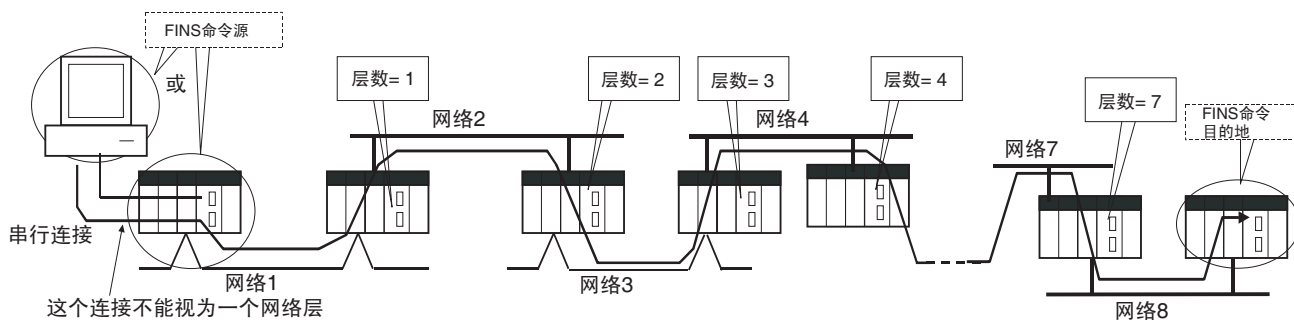 FINS命令源
或
层数= 1
层数= 2
层数= 3
层数= 4
层数= 7
FINS命令
目的地
网络2
网络4
网络7
串行连接
网络1
网络3
网络8
这个连接不能视为一个网络层